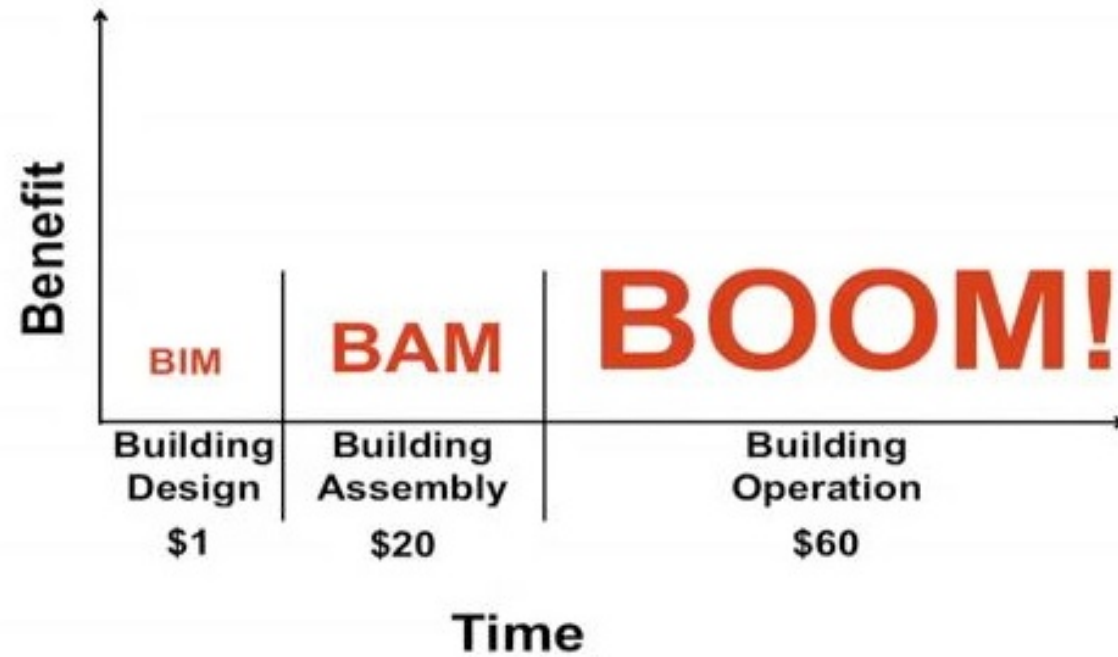 Benefit
BIM
BAM
BOOM!
Building
Design
$1
Building
Assembly
$20
Building
Operation
$60
Time